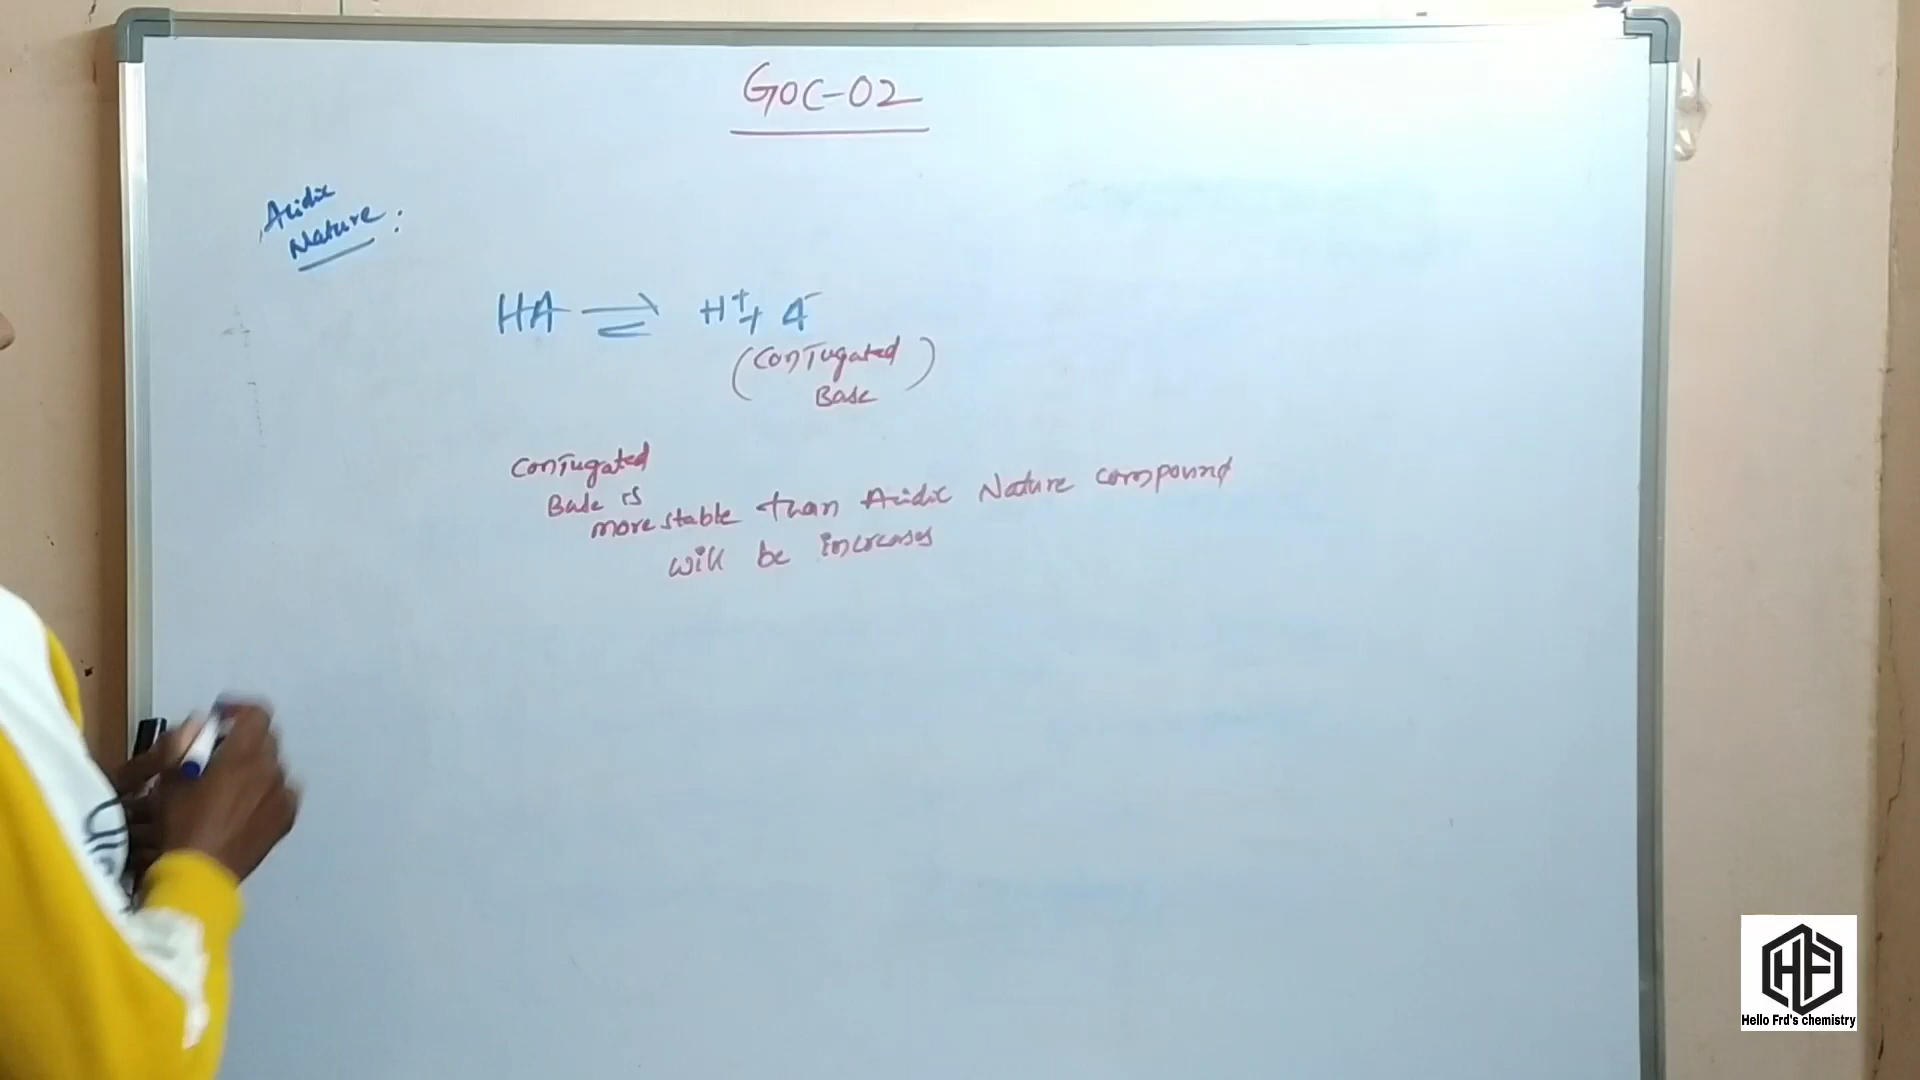 GOC-02
Acidic
Nature :
HA ⇌ H⁺ + A⁻
(Conjugated
Base)
Conjugated
Base is
more stable than Acidic Nature compound
will be increases
HF
Hello Frd's chemistry